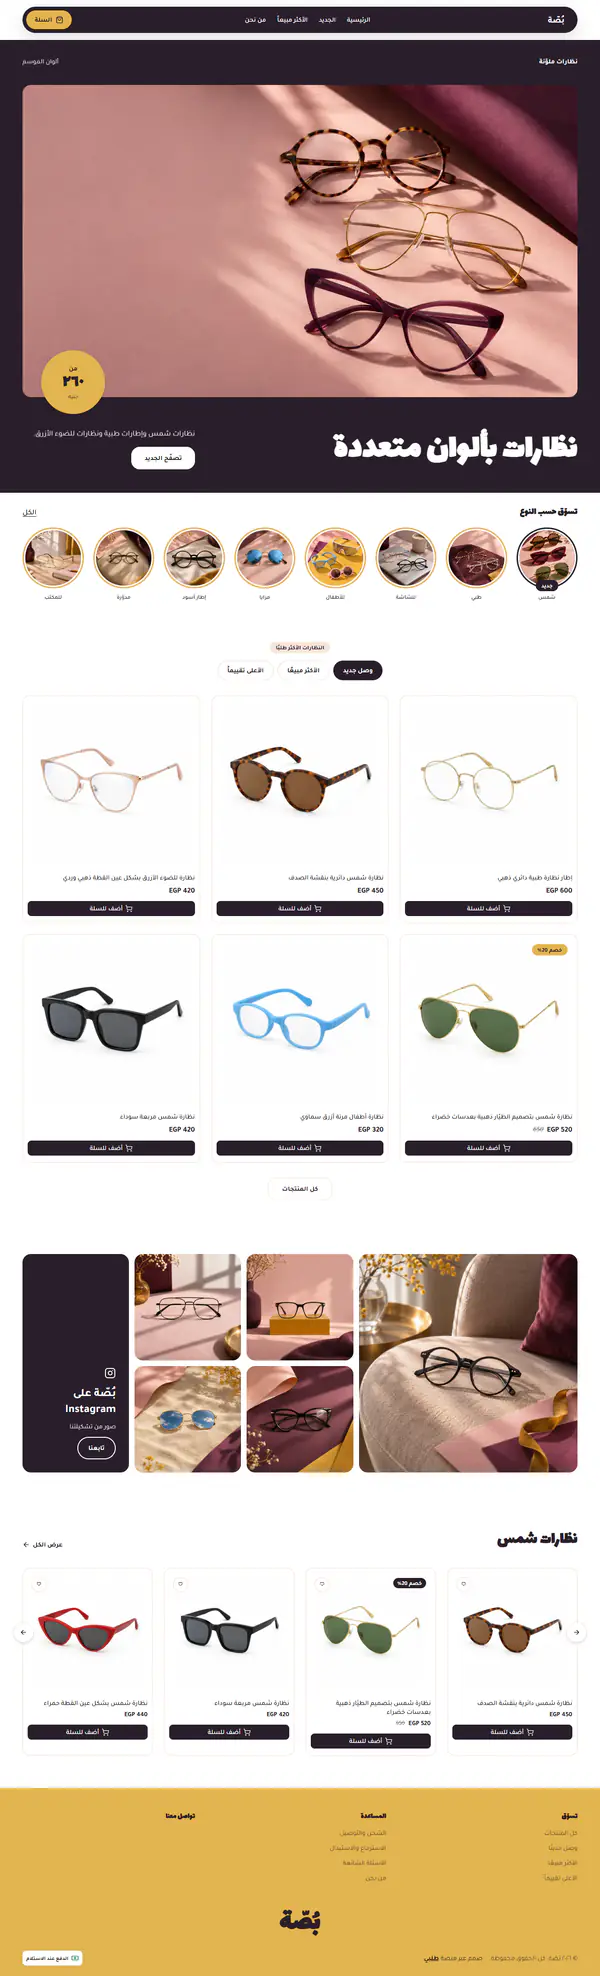 بُصّة
الرئيسية
الجديد
الأكثر مبيعاً
من نحن
السلة
نظارات ملوّنة
ألوان الموسم
من
٢٦٠
جنيه
نظارات بألوان متعددة
نظارات شمس وإطارات طبية ونظارات للضوء الأزرق.
تصفّح الجديد
تسوّق حسب النوع
الكل
جديد
شمس
طبي
للشاشة
للأطفال
مرايا
إطار أسود
مدوّرة
للمكتب
النظارات الأكثر طلبًا
وصل جديد
الأكثر مبيعًا
الأعلى تقييماً
إطار نظارة طبية دائري ذهبي
EGP 600
أضف للسلة
نظارة شمس دائرية بنقشة الصدف
EGP 450
أضف للسلة
نظارة للضوء الأزرق بشكل عين القطة ذهبي وردي
EGP 420
أضف للسلة
خصم 20%
نظارة شمس بتصميم الطيّار ذهبية بعدسات خضراء
EGP 520 650
أضف للسلة
نظارة أطفال مرنة أزرق سماوي
EGP 320
أضف للسلة
نظارة شمس مربعة سوداء
EGP 420
أضف للسلة
كل المنتجات
بُصّة على
Instagram
صور من تشكيلتنا
تابعنا
نظارات شمس
عرض الكل
نظارة شمس دائرية بنقشة الصدف
EGP 450
أضف للسلة
خصم 20%
نظارة شمس بتصميم الطيّار ذهبية
بعدسات خضراء
EGP 520 650
أضف للسلة
نظارة شمس مربعة سوداء
EGP 420
أضف للسلة
نظارة شمس بشكل عين القطة حمراء
EGP 440
أضف للسلة
تسوّق
كل المنتجات
وصل حديثًا
الأكثر مبيعًا
الأعلى تقييماً
المساعدة
الشحن والتوصيل
الاسترجاع والاستبدال
الأسئلة الشائعة
من نحن
تواصل معنا
بُصّة
بُصّة. كل الحقوق محفوظة
صمم عبر منصة طلبي
الدفع عند الاستلام